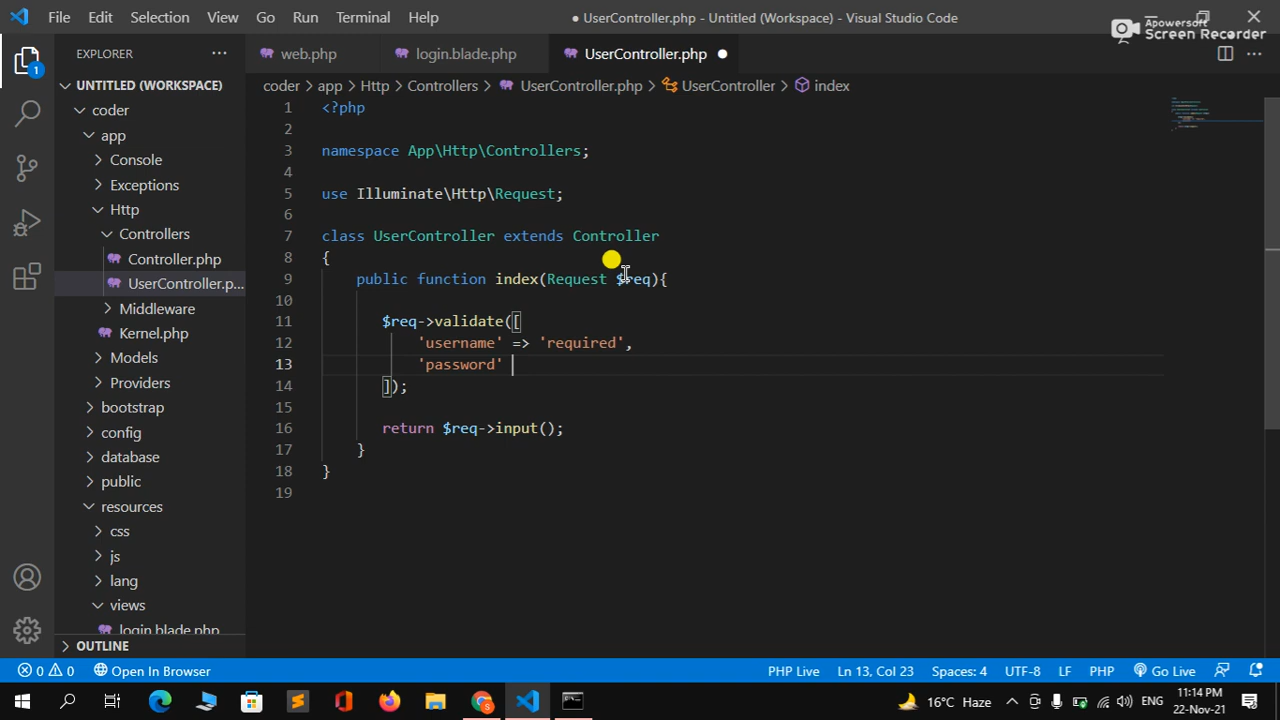 File Edit Selection View Go Run Terminal Help
● UserController.php - Untitled (Workspace) - Visual Studio Code
Apowersoft
Screen Recorder
EXPLORER ···
web.php
login.blade.php
UserController.php ●
UNTITLED (WORKSPACE)
coder > app > Http > Controllers > UserController.php > UserController > index
coder
app
Console
Exceptions
Http
Controllers
Controller.php
UserController.p...
Middleware
Kernel.php
Models
Providers
bootstrap
config
database
public
resources
css
js
lang
views
login.blade.php
OUTLINE
1
1 <?php
2
3 namespace App\Http\Controllers;
4
5 use Illuminate\Http\Request;
6
7 class UserController extends Controller
8 {
9 public function index(Request $req){
10
11 $req->validate([
12 'username' => 'required',
13 'password'
14 ]);
15
16 return $req->input();
17 }
18 }
19
0 0 Open In Browser
PHP Live Ln 13, Col 23 Spaces: 4 UTF-8 LF PHP Go Live
16°C Haze ENG 11:14 PM
22-Nov-21